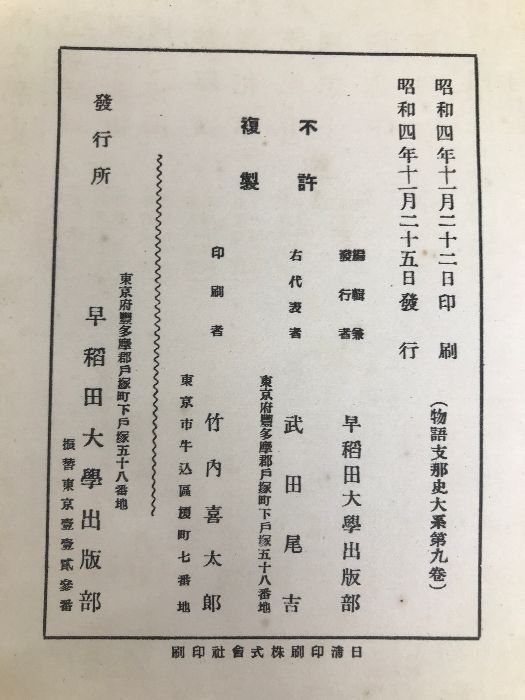 昭和四年十一月二十二日印刷
昭和四年十一月二十五日發行
(物語支那史大系第九卷)
不許
複製
編輯兼
發行者
早稻田大學出版部
右代表者
武田尾吉
東京府豐多摩郡戶塚町下戶塚五十八番地
印刷者
竹內喜太郎
東京市牛込區榎町七番地
發行所
東京府豐多摩郡戶塚町下戶塚五十八番地
早稻田大學出版部
振替東京壹壹貳參番
日淸印刷株式會社印刷